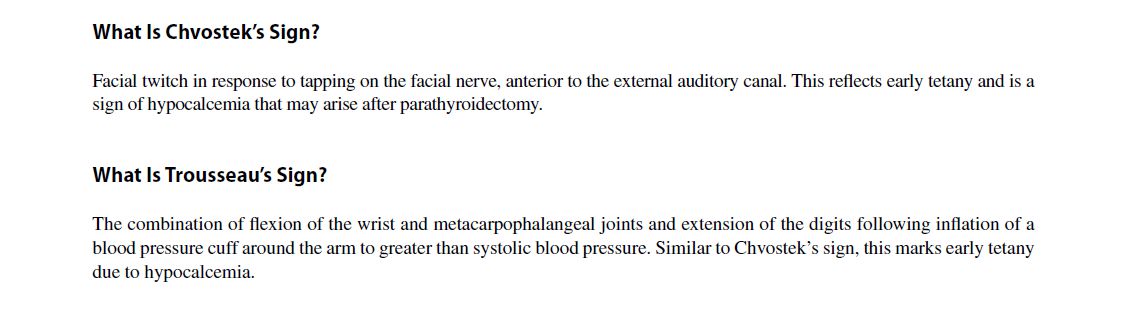 What Is Chvostek’s Sign?
Facial twitch in response to tapping on the facial nerve, anterior to the external auditory canal. This reflects early tetany and is a
sign of hypocalcemia that may arise after parathyroidectomy.
What Is Trousseau’s Sign?
The combination of flexion of the wrist and metacarpophalangeal joints and extension of the digits following inflation of a
blood pressure cuff around the arm to greater than systolic blood pressure. Similar to Chvostek’s sign, this marks early tetany
due to hypocalcemia.